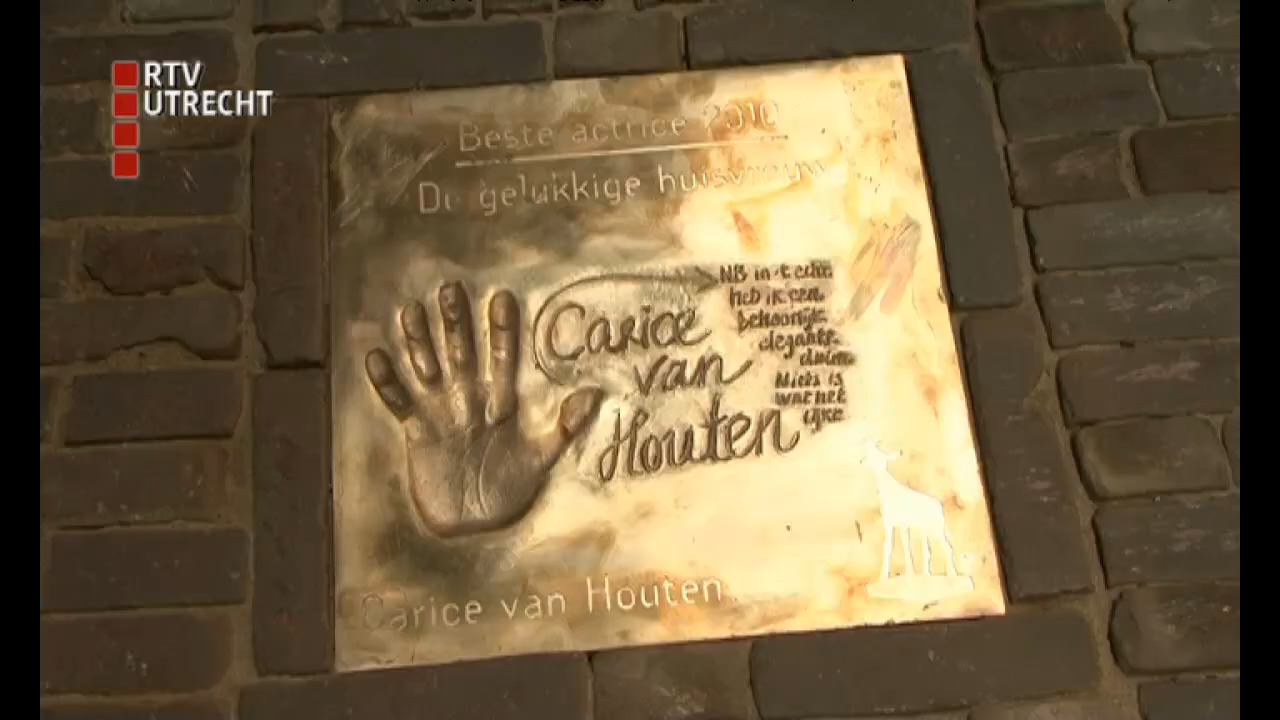 RTV
UTRECHT
Beste actrice 2010
De gelukkige huisvrouw
NB in 't echt
heb ik een
behoorlijk
elegante
duim
Niets is
wat het
lijkt
Carice
van
Houten
Carice van Houten